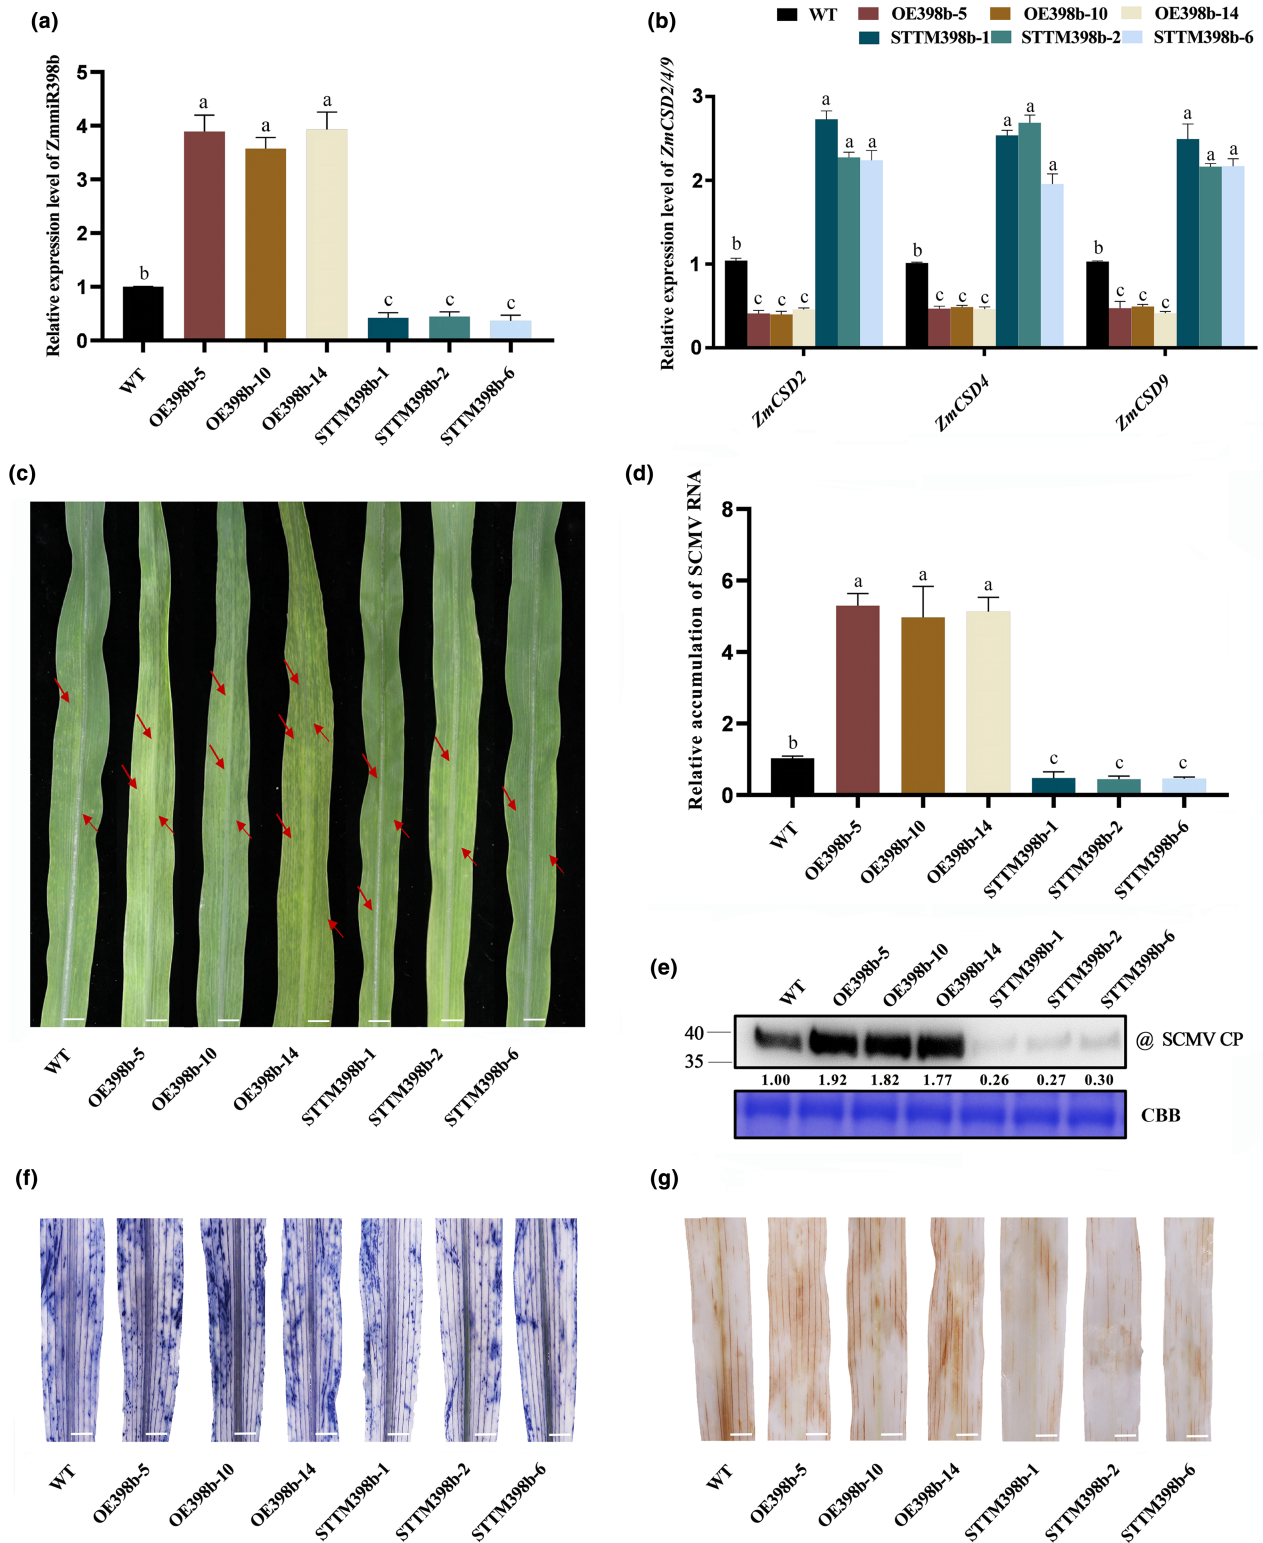 (a)
Relative expression level of ZmmiR398b
5
4
3
2
1
0
a
a
a
b
c
c
c
WT
OE398b-5
OE398b-10
OE398b-14
STTM398b-1
STTM398b-2
STTM398b-6
(b)
WT
OE398b-5
OE398b-10
OE398b-14
STTM398b-1
STTM398b-2
STTM398b-6
Relative expression level of ZmCSD2/4/9
3
2
1
0
b
c
c
c
a
a
a
b
c
c
c
a
a
a
b
c
c
c
a
a
a
ZmCSD2
ZmCSD4
ZmCSD9
(c)
WT
OE398b-5
OE398b-10
OE398b-14
STTM398b-1
STTM398b-2
STTM398b-6
(d)
Relative accumulation of SCMV RNA
8
6
4
2
0
b
a
a
a
c
c
c
WT
OE398b-5
OE398b-10
OE398b-14
STTM398b-1
STTM398b-2
STTM398b-6
(e)
WT
OE398b-5
OE398b-10
OE398b-14
STTM398b-1
STTM398b-2
STTM398b-6
40
35
@ SCMV CP
1.00 1.92 1.82 1.77 0.26 0.27 0.30
CBB
(f)
WT
OE398b-5
OE398b-10
OE398b-14
STTM398b-1
STTM398b-2
STTM398b-6
(g)
WT
OE398b-5
OE398b-10
OE398b-14
STTM398b-1
STTM398b-2
STTM398b-6